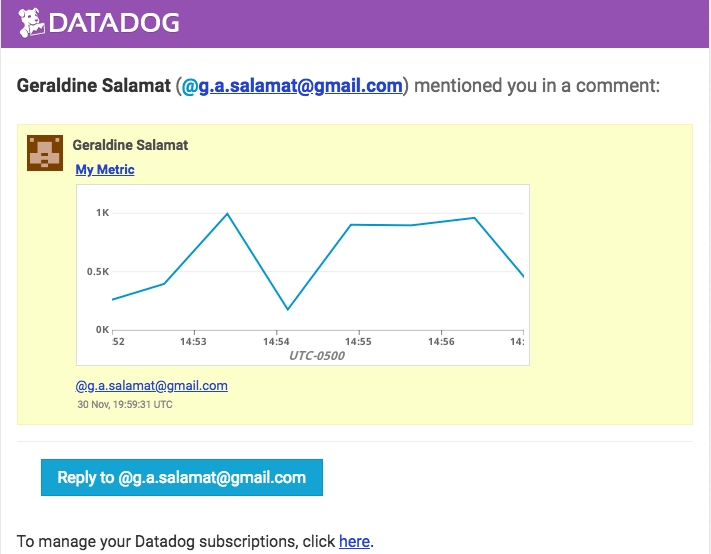 DATADOG
Geraldine Salamat (@g.a.salamat@gmail.com) mentioned you in a comment:
Geraldine Salamat
My Metric
1K
0.5K
0K
:52 14:53 14:54 14:55 14:56 14:
UTC-0500
@g.a.salamat@gmail.com
30 Nov, 19:59:31 UTC
Reply to @g.a.salamat@gmail.com
To manage your Datadog subscriptions, click here.